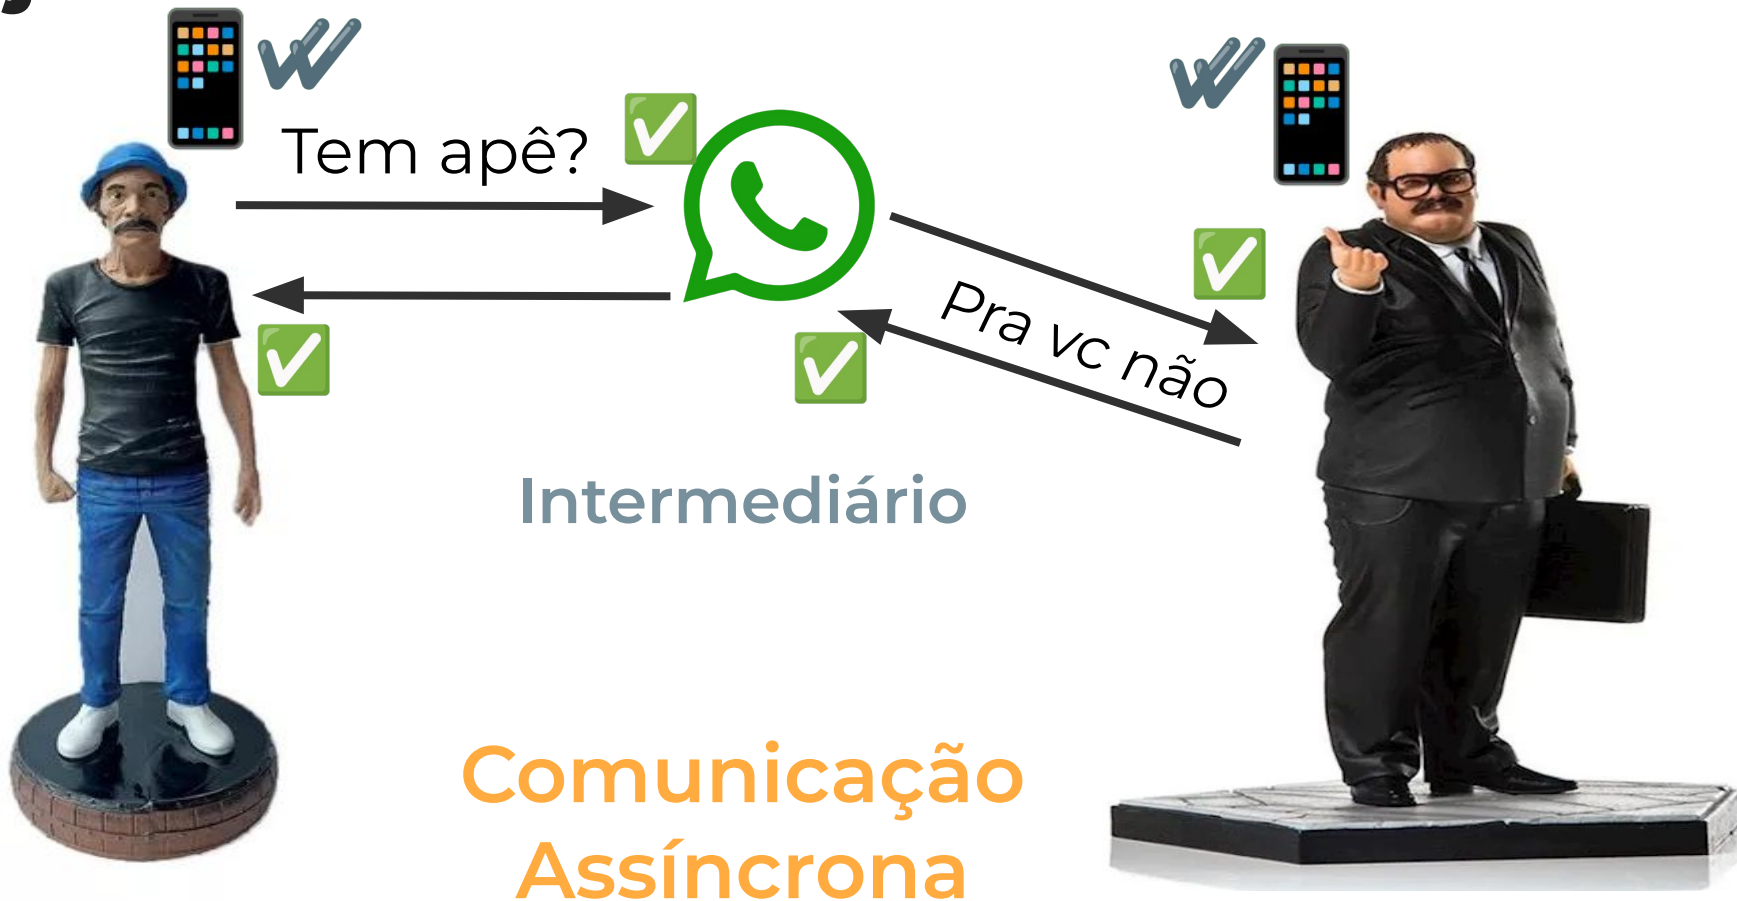 Tem apê?
Pra vc não
Intermediário
Comunicação
Assíncrona